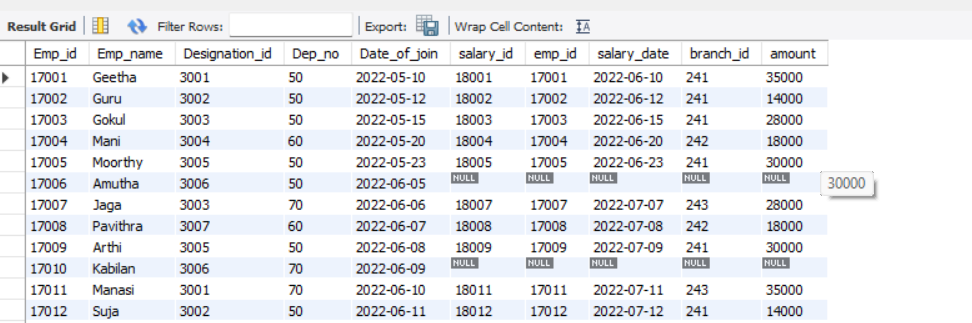 Result Grid Filter Rows: Export: Wrap Cell Content: IA
Emp_id Emp_name Designation_id Dep_no Date_of_join salary_id emp_id salary_date branch_id amount
17001 Geetha 3001 50 2022-05-10 18001 17001 2022-06-10 241 35000
17002 Guru 3002 50 2022-05-12 18002 17002 2022-06-12 241 14000
17003 Gokul 3003 50 2022-05-15 18003 17003 2022-06-15 241 28000
17004 Mani 3004 60 2022-05-20 18004 17004 2022-06-20 242 18000
17005 Moorthy 3005 50 2022-05-23 18005 17005 2022-06-23 241 30000
17006 Amutha 3006 50 2022-06-05 NULL NULL NULL NULL NULL 30000
17007 Jaga 3003 70 2022-06-06 18007 17007 2022-07-07 243 28000
17008 Pavithra 3007 60 2022-06-07 18008 17008 2022-07-08 242 18000
17009 Arthi 3005 50 2022-06-08 18009 17009 2022-07-09 241 30000
17010 Kabilan 3006 70 2022-06-09 NULL NULL NULL NULL NULL
17011 Manasi 3001 70 2022-06-10 18011 17011 2022-07-11 243 35000
17012 Suja 3002 50 2022-06-11 18012 17012 2022-07-12 241 14000